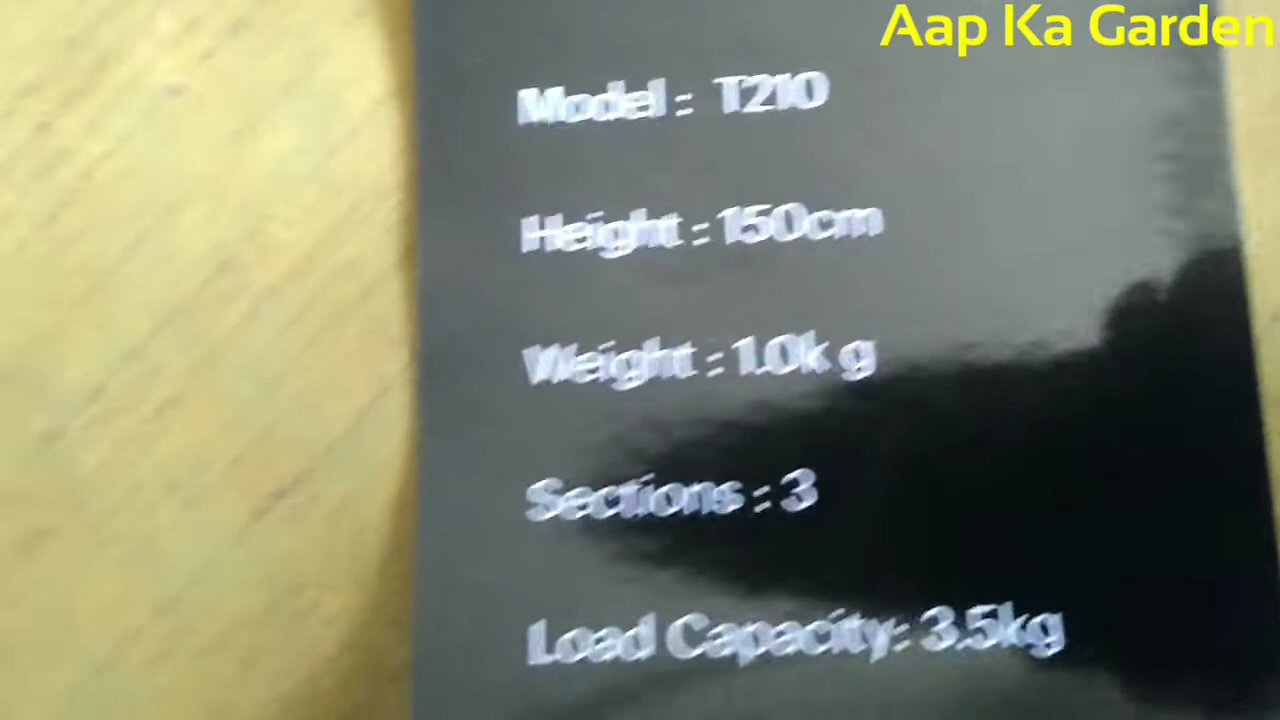 Aap Ka Garden
Model : T210
Height : 150cm
Weight : 1.0k g
Sections : 3
Load Capacity: 3.5kg